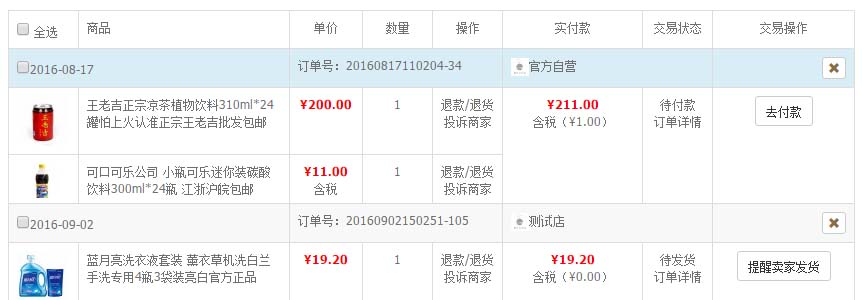 全选 商品 单价 数量 操作 实付款 交易状态 交易操作
2016-08-17 订单号：20160817110204-34 官方自营
王老吉正宗凉茶植物饮料310ml*24 ¥200.00 1 退款/退货 ¥211.00 待付款 去付款
罐怕上火认准正宗王老吉批发包邮 投诉商家 含税（¥1.00） 订单详情
可口可乐公司 小瓶可乐迷你装碳酸 ¥11.00 1 退款/退货
饮料300ml*24瓶 江浙沪皖包邮 含税 投诉商家
2016-09-02 订单号：20160902150251-105 测试店
蓝月亮洗衣液套装 薰衣草机洗白兰 ¥19.20 1 退款/退货 ¥19.20 待发货 提醒卖家发货
手洗专用4瓶3袋装亮白官方正品 投诉商家 含税（¥0.00） 订单详情